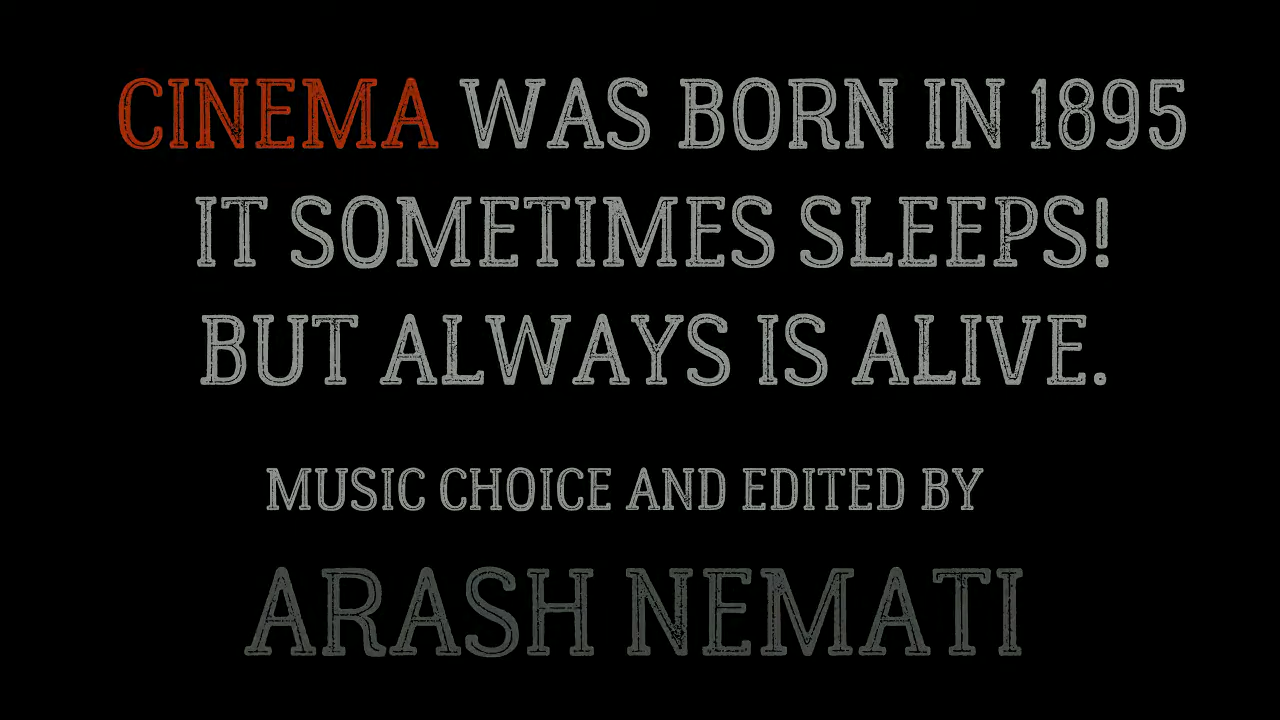 CINEMA WAS BORN IN 1895
IT SOMETIMES SLEEPS!
BUT ALWAYS IS ALIVE.
MUSIC CHOICE AND EDITED BY
ARASH NEMATI